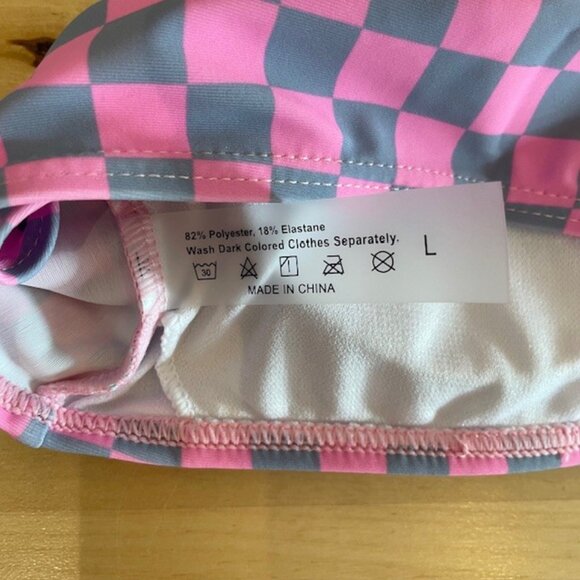 82% Polyester, 18% Elastane
Wash Dark Colored Clothes Separately.
30
L
MADE IN CHINA